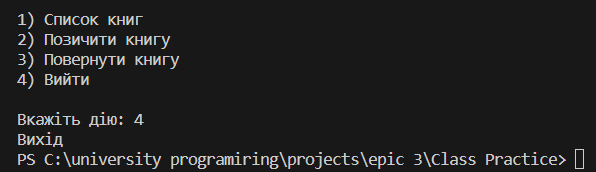 1) Список книг
2) Позичити книгу
3) Повернути книгу
4) Вийти
Вкажіть дію: 4
Вихід
PS C:\university programiring\projects\epic 3\Class Practice>